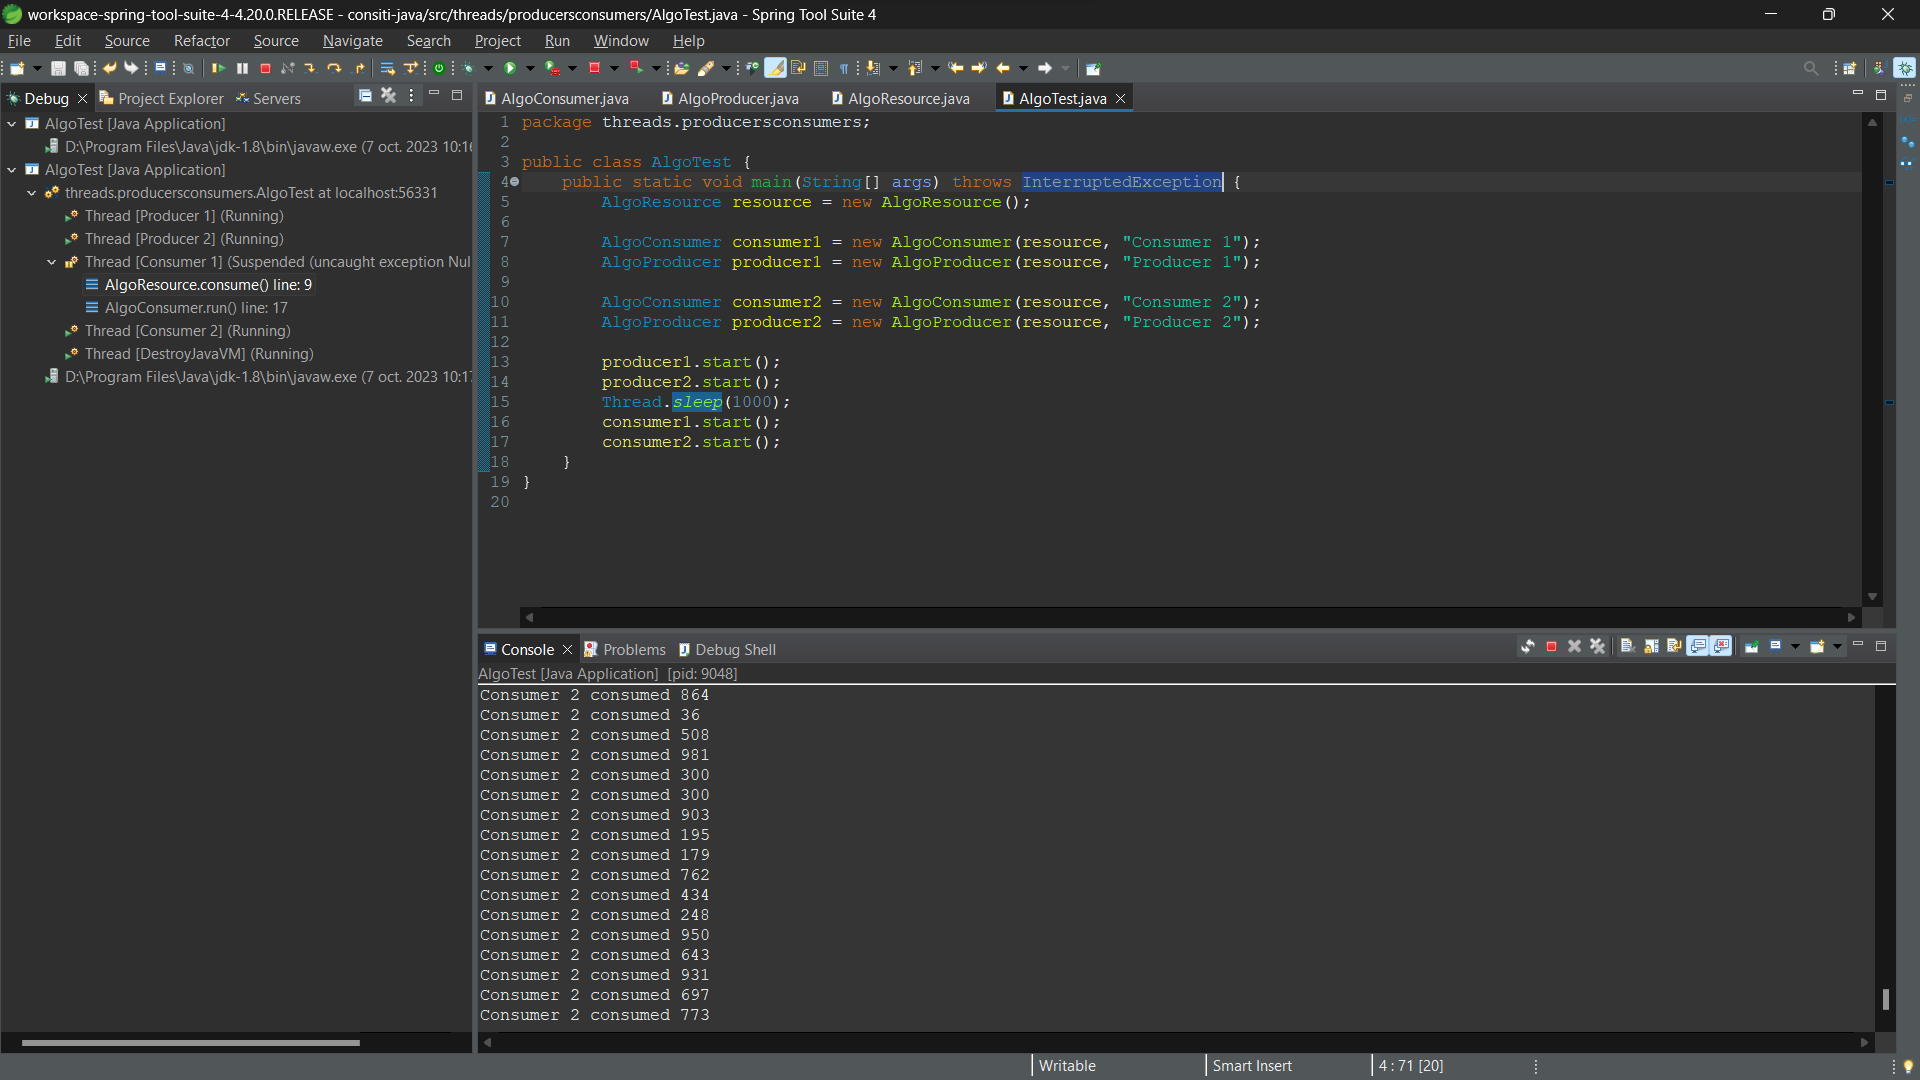 workspace-spring-tool-suite-4-4.20.0.RELEASE - consiti-java/src/threads/producersconsumers/AlgoTest.java - Spring Tool Suite 4
File Edit Source Refactor Source Navigate Search Project Run Window Help
Debug Project Explorer Servers
AlgoTest [Java Application]
D:\Program Files\Java\jdk-1.8\bin\javaw.exe (7 oct. 2023 10:16
AlgoTest [Java Application]
threads.producersconsumers.AlgoTest at localhost:56331
Thread [Producer 1] (Running)
Thread [Producer 2] (Running)
Thread [Consumer 1] (Suspended (uncaught exception Nul
AlgoResource.consume() line: 9
AlgoConsumer.run() line: 17
Thread [Consumer 2] (Running)
Thread [DestroyJavaVM] (Running)
D:\Program Files\Java\jdk-1.8\bin\javaw.exe (7 oct. 2023 10:17
AlgoConsumer.java AlgoProducer.java AlgoResource.java AlgoTest.java
1 package threads.producersconsumers;
2
3 public class AlgoTest {
4 public static void main(String[] args) throws InterruptedException {
5 AlgoResource resource = new AlgoResource();
6
7 AlgoConsumer consumer1 = new AlgoConsumer(resource, "Consumer 1");
8 AlgoProducer producer1 = new AlgoProducer(resource, "Producer 1");
9
10 AlgoConsumer consumer2 = new AlgoConsumer(resource, "Consumer 2");
11 AlgoProducer producer2 = new AlgoProducer(resource, "Producer 2");
12
13 producer1.start();
14 producer2.start();
15 Thread.sleep(1000);
16 consumer1.start();
17 consumer2.start();
18 }
19 }
20
Console Problems Debug Shell
AlgoTest [Java Application] [pid: 9048]
Consumer 2 consumed 864
Consumer 2 consumed 36
Consumer 2 consumed 508
Consumer 2 consumed 981
Consumer 2 consumed 300
Consumer 2 consumed 300
Consumer 2 consumed 903
Consumer 2 consumed 195
Consumer 2 consumed 179
Consumer 2 consumed 762
Consumer 2 consumed 434
Consumer 2 consumed 248
Consumer 2 consumed 950
Consumer 2 consumed 643
Consumer 2 consumed 931
Consumer 2 consumed 697
Consumer 2 consumed 773
Writable Smart Insert 4 : 71 [20]